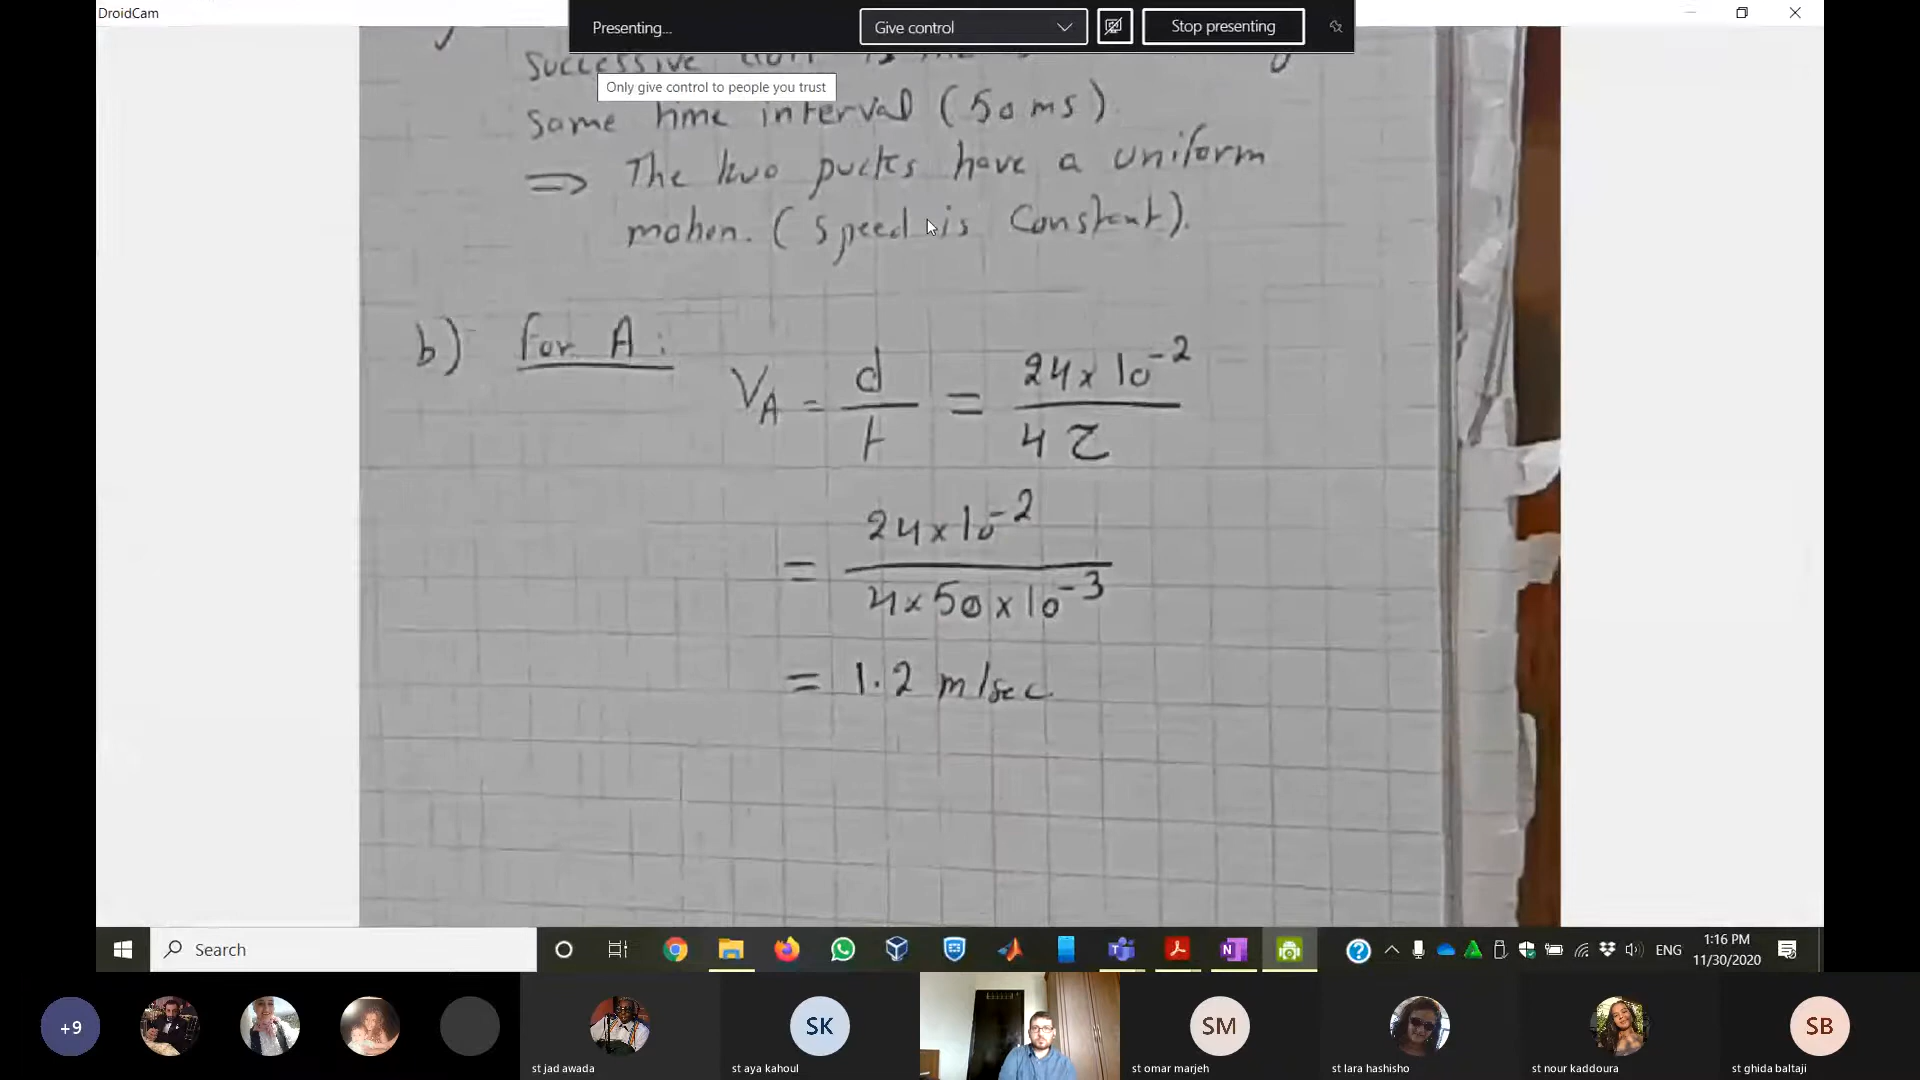 DroidCam
Presenting...
Give control
Stop presenting
Only give control to people you trust
successive
same time interval (50 ms).
⇒ The two pucks have a uniform
motion. (speed is constant).
b) for A:
V_A = d/t = 24 x 10^-2 / 4 τ
= 24 x 10^-2 / 4 x 50 x 10^-3
= 1.2 m/sec
Search
ENG
1:16 PM
11/30/2020
+9
st jad awada
SK
st aya kahoul
SM
st omar marjeh
st lara hashisho
st nour kaddoura
SB
st ghida baltaji